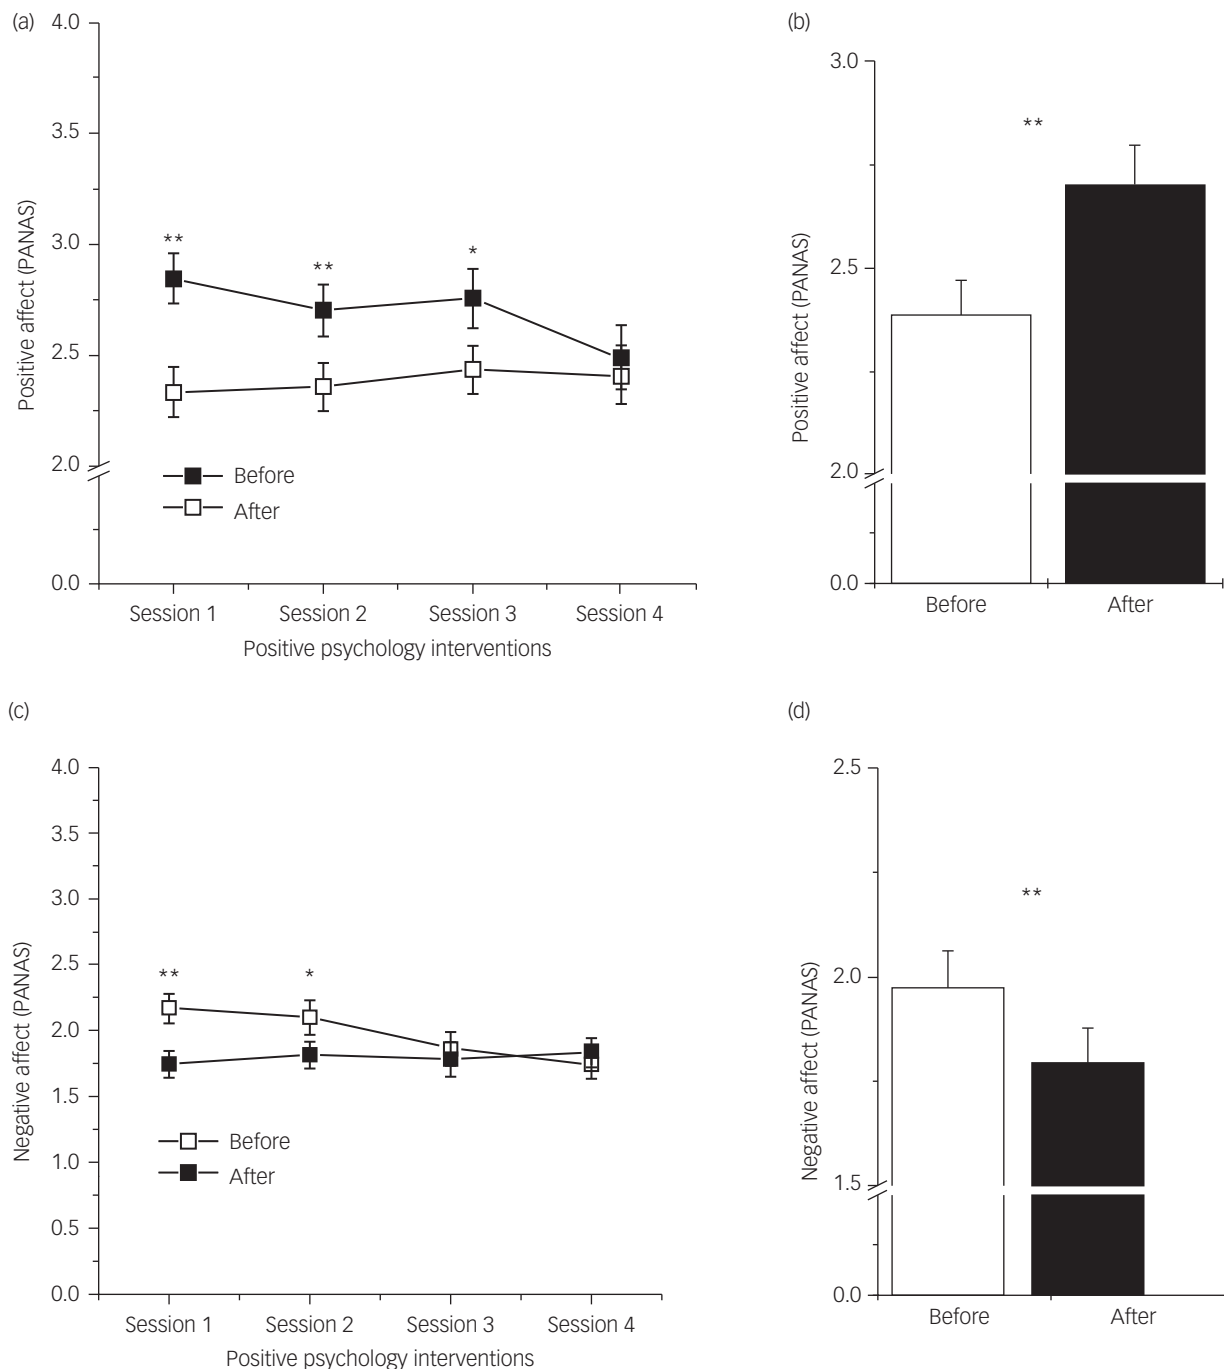 (a)
4.0
3.5
3.0
2.5
2.0
0.0
Positive affect (PANAS)
**
**
*
Before
After
Session 1 Session 2 Session 3 Session 4
Positive psychology interventions
(b)
3.0
2.5
2.0
0.0
Positive affect (PANAS)
**
Before After
(c)
4.0
3.5
3.0
2.5
2.0
1.5
1.0
0.5
0.0
Negative affect (PANAS)
**
*
Before
After
Session 1 Session 2 Session 3 Session 4
Positive psychology interventions
(d)
2.5
2.0
1.5
0.0
Negative affect (PANAS)
**
Before After